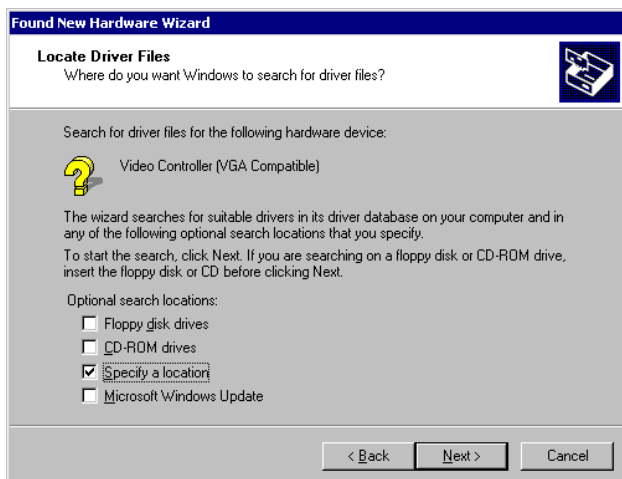 Found New Hardware Wizard
Locate Driver Files
Where do you want Windows to search for driver files?
Search for driver files for the following hardware device:
Video Controller (VGA Compatible)
The wizard searches for suitable drivers in its driver database on your computer and in
any of the following optional search locations that you specify.
To start the search, click Next. If you are searching on a floppy disk or CD-ROM drive,
insert the floppy disk or CD before clicking Next.
Optional search locations:
Floppy disk drives
CD-ROM drives
Specify a location
Microsoft Windows Update
< Back Next > Cancel